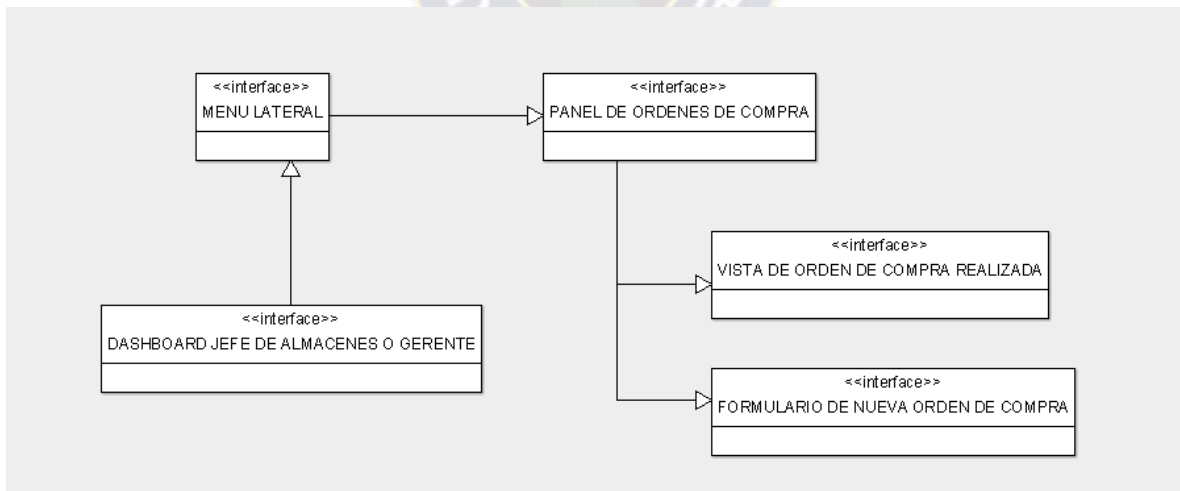 <<interface>>
MENU LATERAL
<<interface>>
PANEL DE ORDENES DE COMPRA
<<interface>>
VISTA DE ORDEN DE COMPRA REALIZADA
<<interface>>
DASHBOARD JEFE DE ALMACENES O GERENTE
<<interface>>
FORMULARIO DE NUEVA ORDEN DE COMPRA